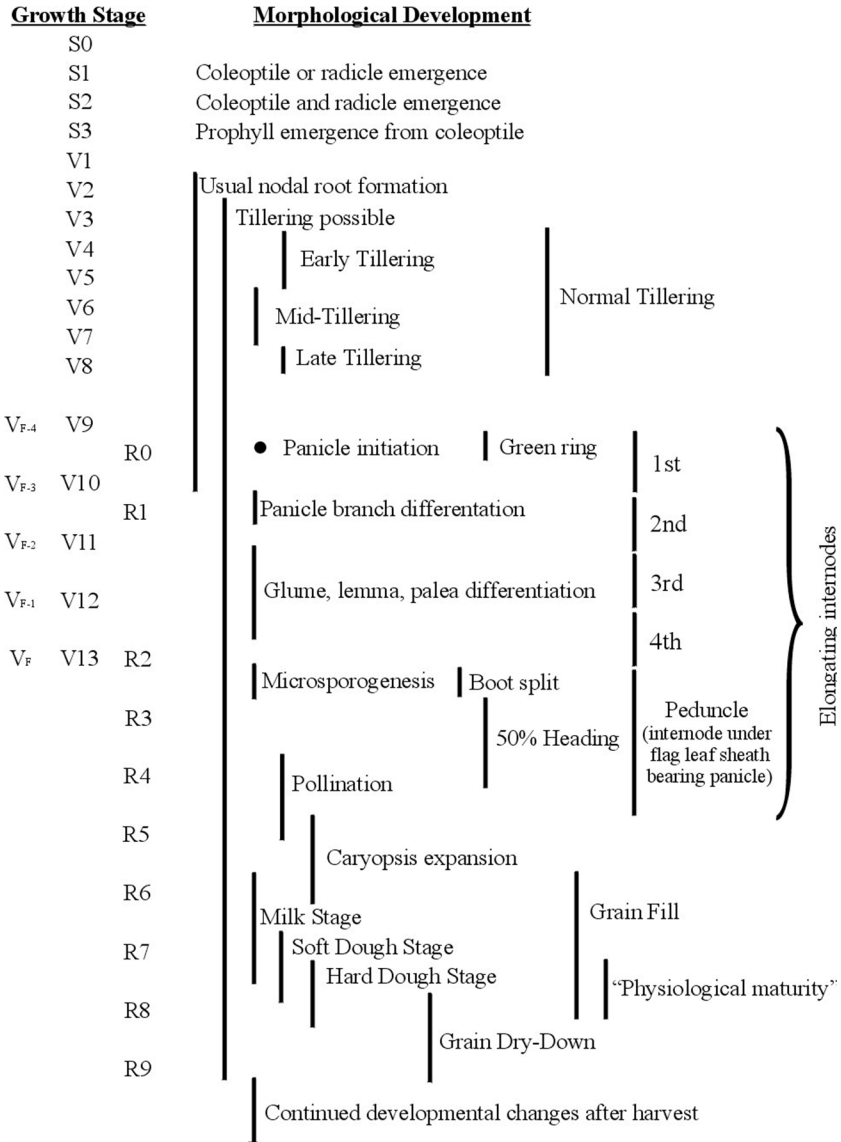 Growth Stage Morphological Development
S0
S1 Coleoptile or radicle emergence
S2 Coleoptile and radicle emergence
S3 Prophyll emergence from coleoptile
V1
V2 Usual nodal root formation
V3 Tillering possible
V4
Early Tillering
V5
Normal Tillering
V6
Mid-Tillering
V7
V8 Late Tillering
VF-4 V9
R0 Panicle initiation Green ring
1st
VF-3 V10
R1 Panicle branch differentation
2nd
VF-2 V11
3rd
Glume, lemma, palea differentiation
VF-1 V12
4th
VF V13 R2
Microsporogenesis Boot split
Elongating internodes
R3
Peduncle
(internode under
flag leaf sheath
bearing panicle)
50% Heading
R4
Pollination
R5
Caryopsis expansion
R6
Grain Fill
Milk Stage
R7 Soft Dough Stage
Hard Dough Stage
“Physiological maturity”
R8
Grain Dry-Down
R9
Continued developmental changes after harvest